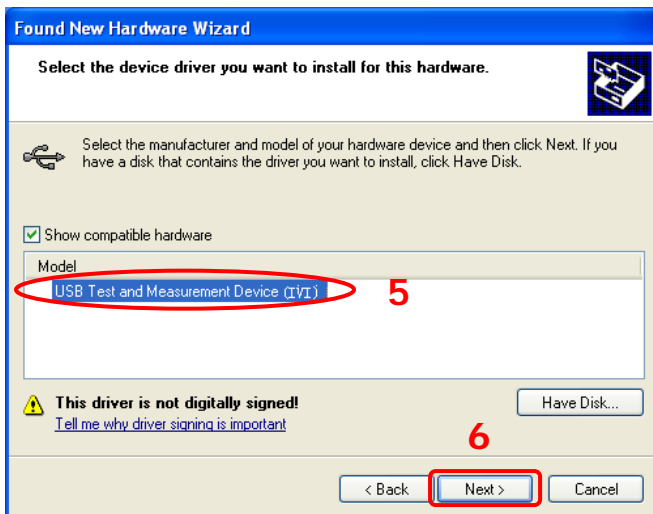 Found New Hardware Wizard
Select the device driver you want to install for this hardware.
Select the manufacturer and model of your hardware device and then click Next. If you
have a disk that contains the driver you want to install, click Have Disk.
Show compatible hardware
Model
USB Test and Measurement Device (IVI)
5
This driver is not digitally signed!
Have Disk...
Tell me why driver signing is important
6
< Back
Next >
Cancel